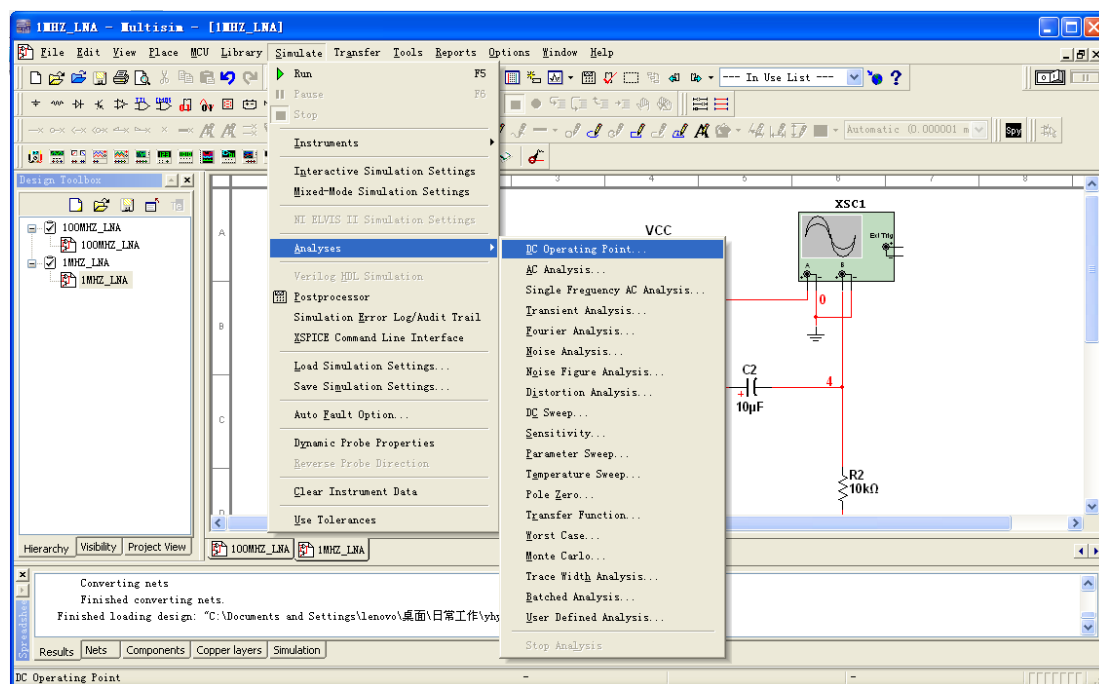 1MHZ_LNA - Multisim - [1MHZ_LNA]
File Edit View Place MCU Library Simulate Transfer Tools Reports Options Window Help
--- In Use List ---
Automatic (0.000001 m
Spy
Design Toolbox
100MHZ_LNA
100MHZ_LNA
1MHZ_LNA
1MHZ_LNA
Hierarchy Visibility Project View
Run F5
Pause F6
Stop
Instruments
Interactive Simulation Settings
Mixed-Mode Simulation Settings
NI ELVIS II Simulation Settings
Analyses
Verilog HDL Simulation
Postprocessor
Simulation Error Log/Audit Trail
XSPICE Command Line Interface
Load Simulation Settings...
Save Simulation Settings...
Auto Fault Option...
Dynamic Probe Properties
Reverse Probe Direction
Clear Instrument Data
Use Tolerances
DC Operating Point...
AC Analysis...
Single Frequency AC Analysis...
Transient Analysis...
Fourier Analysis...
Noise Analysis...
Noise Figure Analysis...
Distortion Analysis...
DC Sweep...
Sensitivity...
Parameter Sweep...
Temperature Sweep...
Pole Zero...
Transfer Function...
Worst Case...
Monte Carlo...
Trace Width Analysis...
Batched Analysis...
User Defined Analysis...
Stop Analysis
3 4 5 6 7 8
A
B
C
D
VCC
XSC1
Ext Trig
A B
0
C2
10µF
4
R2
10kΩ
100MHZ_LNA 1MHZ_LNA
Converting nets
Finished converting nets.
Finished loading design: "C:\Documents and Settings\lenovo\桌面\日常工作\yhy
Spreadshee
Results Nets Components Copper layers Simulation
DC Operating Point - -